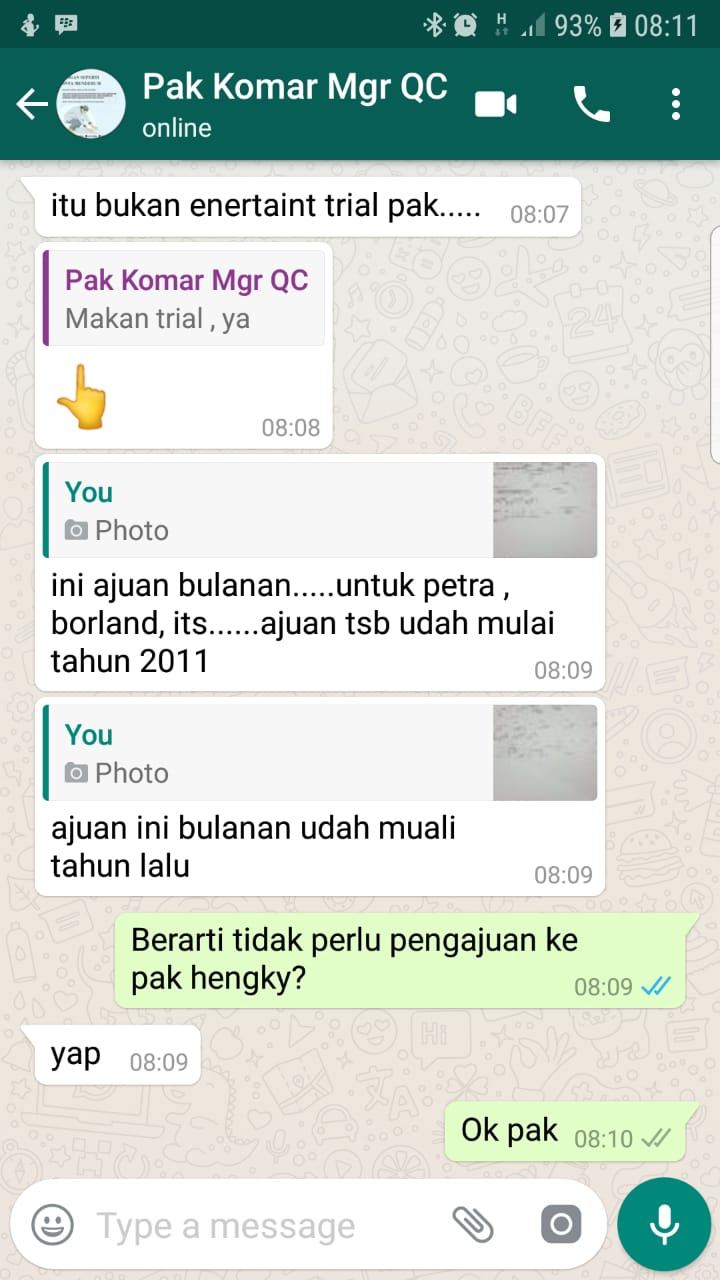 H 93% 08:11
Pak Komar Mgr QC
online
itu bukan enertaint trial pak.....
08:07
Pak Komar Mgr QC
Makan trial , ya
08:08
You
Photo
ini ajuan bulanan.....untuk petra ,
borland, its......ajuan tsb udah mulai
tahun 2011
08:09
You
Photo
ajuan ini bulanan udah muali
tahun lalu
08:09
Berarti tidak perlu pengajuan ke
pak hengky?
08:09
yap
08:09
Ok pak
08:10
Type a message